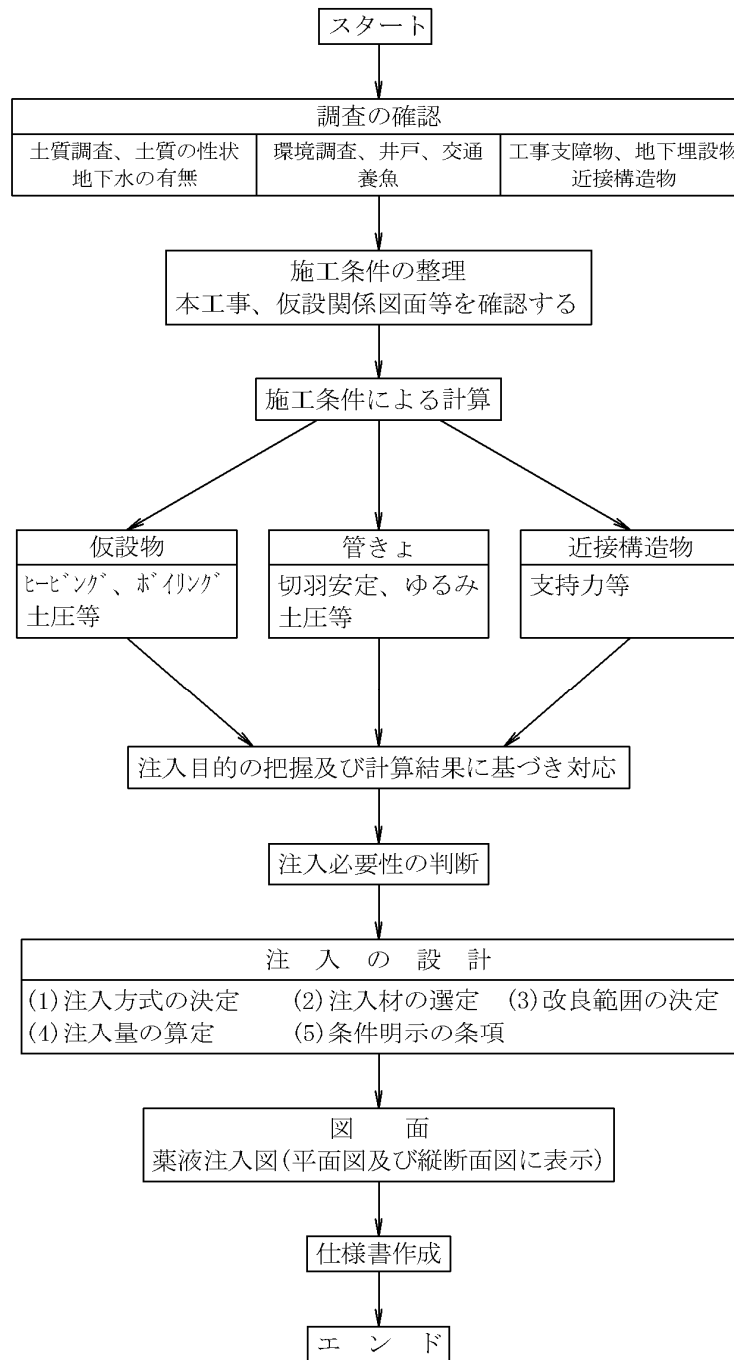 スタート
調査の確認
土質調査、土質の性状
地下水の有無
環境調査、井戸、交通
養魚
工事支障物、地下埋設物
近接構造物
施工条件の整理
本工事、仮設関係図面等を確認する
施工条件による計算
仮設物
ﾋｰﾋﾞﾝｸﾞ、ﾎﾞｲﾘﾝｸﾞ
土圧等
管きょ
切羽安定、ゆるみ
土圧等
近接構造物
支持力等
注入目的の把握及び計算結果に基づき対応
注入必要性の判断
注　入　の　設　計
(1)注入方式の決定　(2)注入材の選定　(3)改良範囲の決定
(4)注入量の算定　(5)条件明示の条項
図　面
薬液注入図(平面図及び縦断面図に表示)
仕様書作成
エ　ン　ド